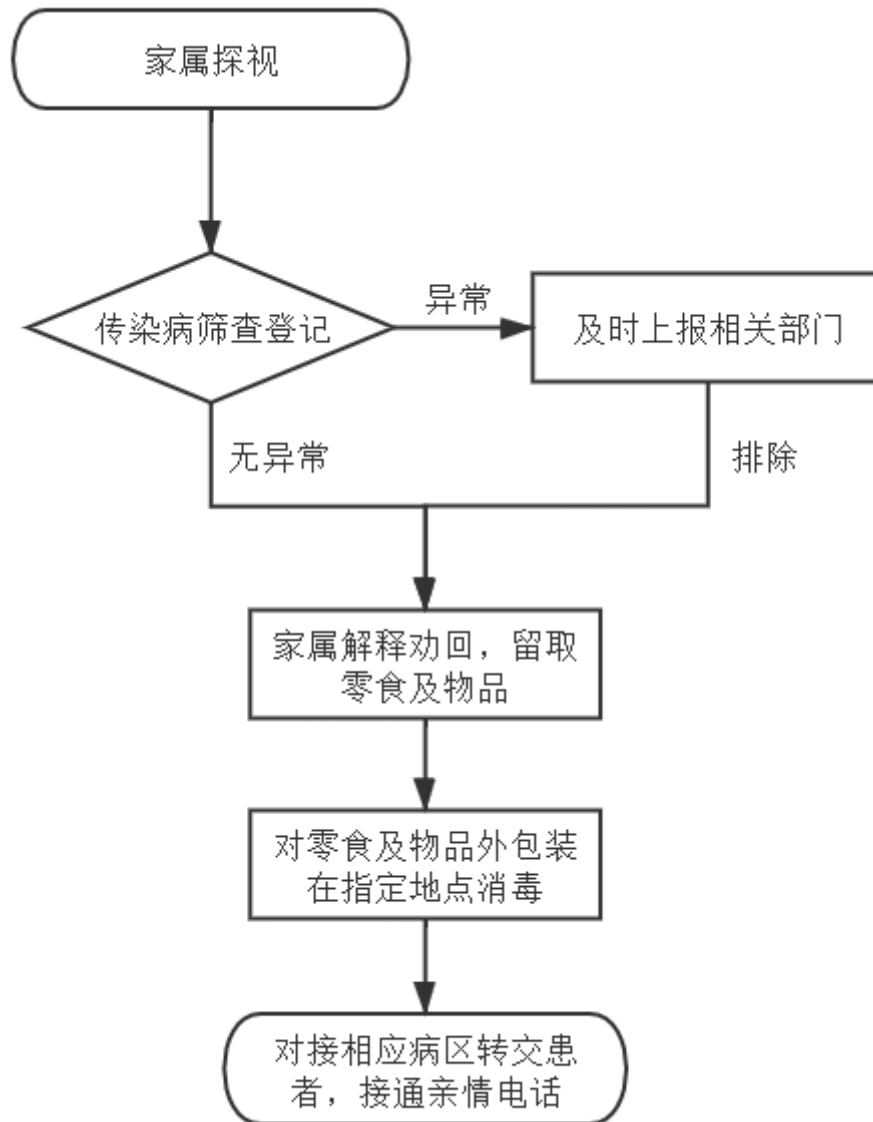 家属探视
传染病筛查登记
异常
及时上报相关部门
无异常
排除
家属解释劝回，留取
零食及物品
对零食及物品外包装
在指定地点消毒
对接相应病区转交患
者，接通亲情电话